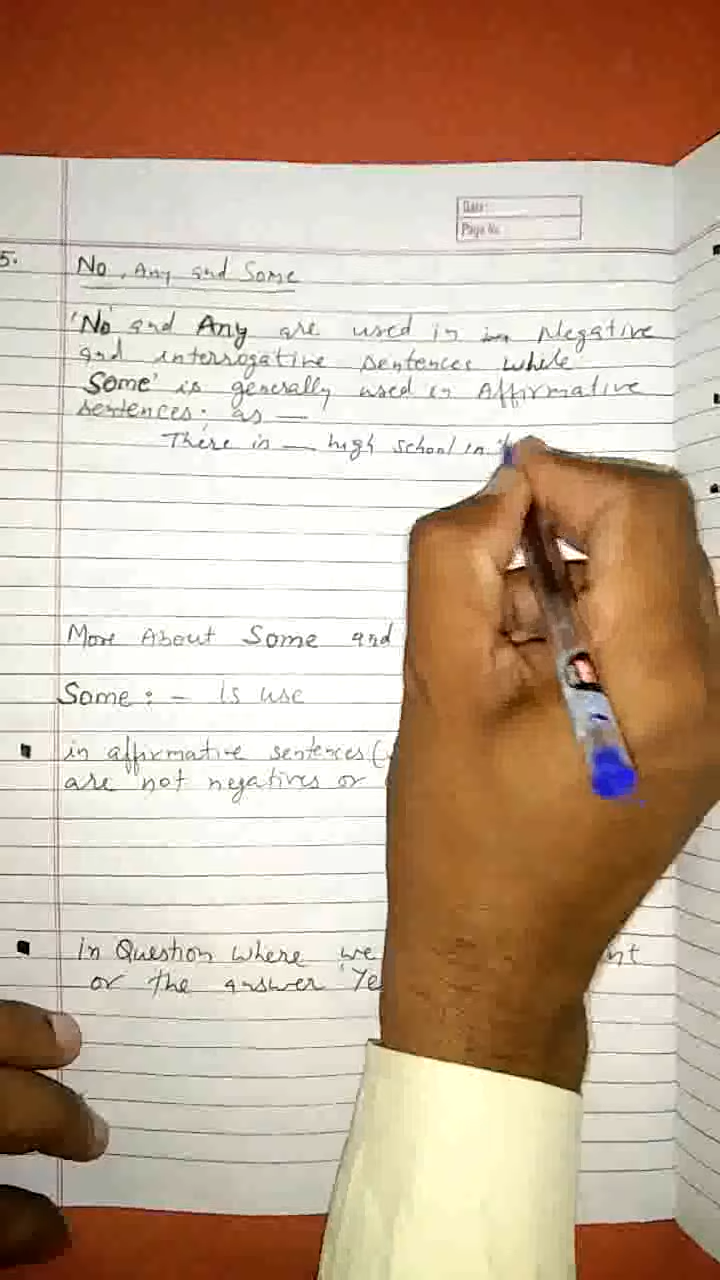 Date:
Page No
5.
No, Any and Some
'No' and Any are used in Negative
and interrogative sentences while
Some' is generally used in Affirmative
sentences. as —
There is — high school in
More About Some and
Some : - is use
in affirmative sentences (
are not negatives or
in Question where we
or the answer 'Ye